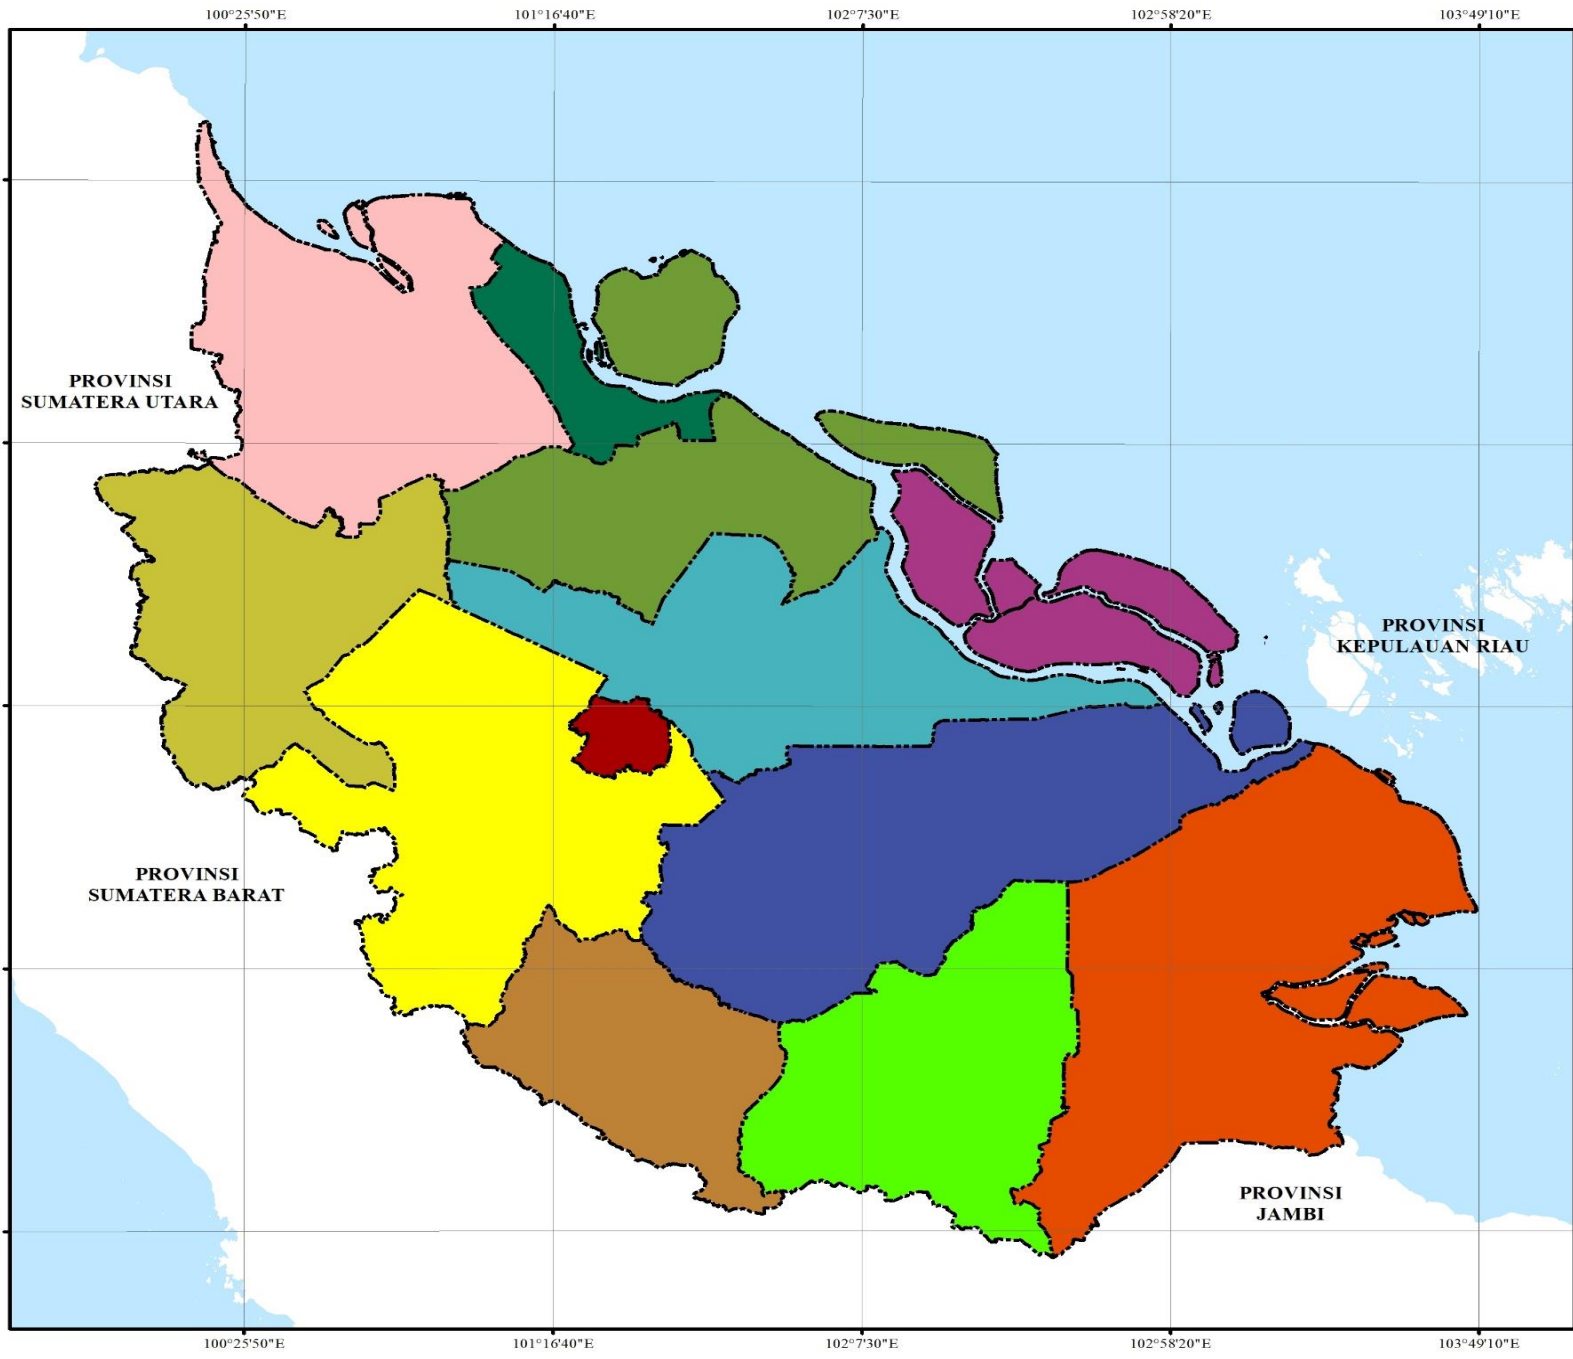 100°25'50"E
101°16'40"E
102°7'30"E
102°58'20"E
103°49'10"E
PROVINSI
SUMATERA UTARA
PROVINSI
KEPULAUAN RIAU
PROVINSI
SUMATERA BARAT
PROVINSI
JAMBI
100°25'50"E
101°16'40"E
102°7'30"E
102°58'20"E
103°49'10"E